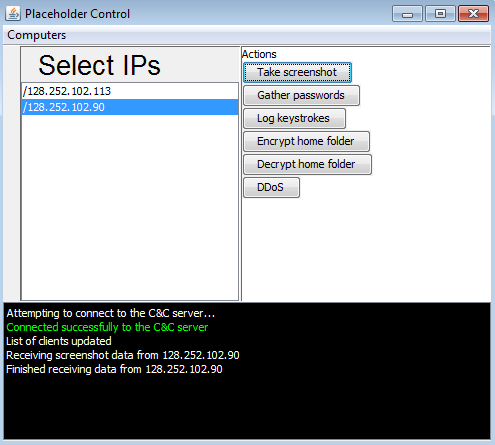 Placeholder Control
Computers
Select IPs
/128.252.102.113
/128.252.102.90
Actions
Take screenshot
Gather passwords
Log keystrokes
Encrypt home folder
Decrypt home folder
DDoS
Attempting to connect to the C&C server...
Connected successfully to the C&C server
List of clients updated
Receiving screenshot data from 128.252.102.90
Finished receiving data from 128.252.102.90